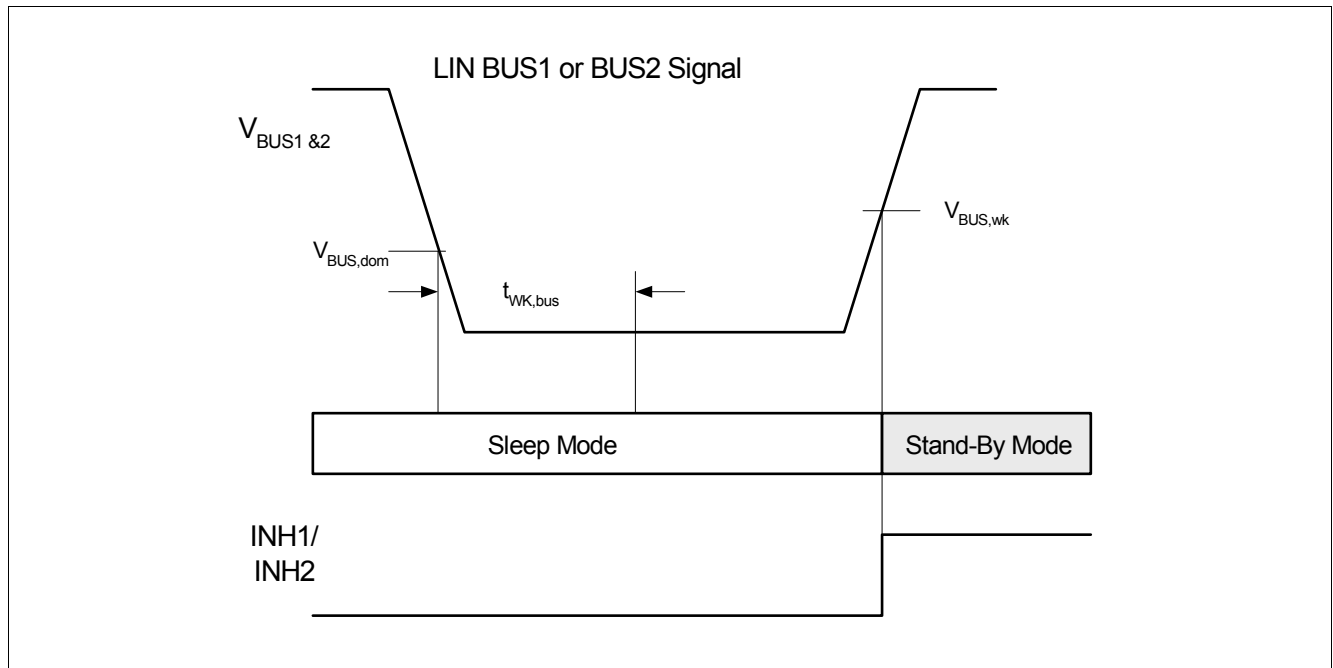 LIN BUS1 or BUS2 Signal
V_BUS1 &2
V_BUS,wk
V_BUS,dom
t_WK,bus
Sleep Mode
Stand-By Mode
INH1/
INH2